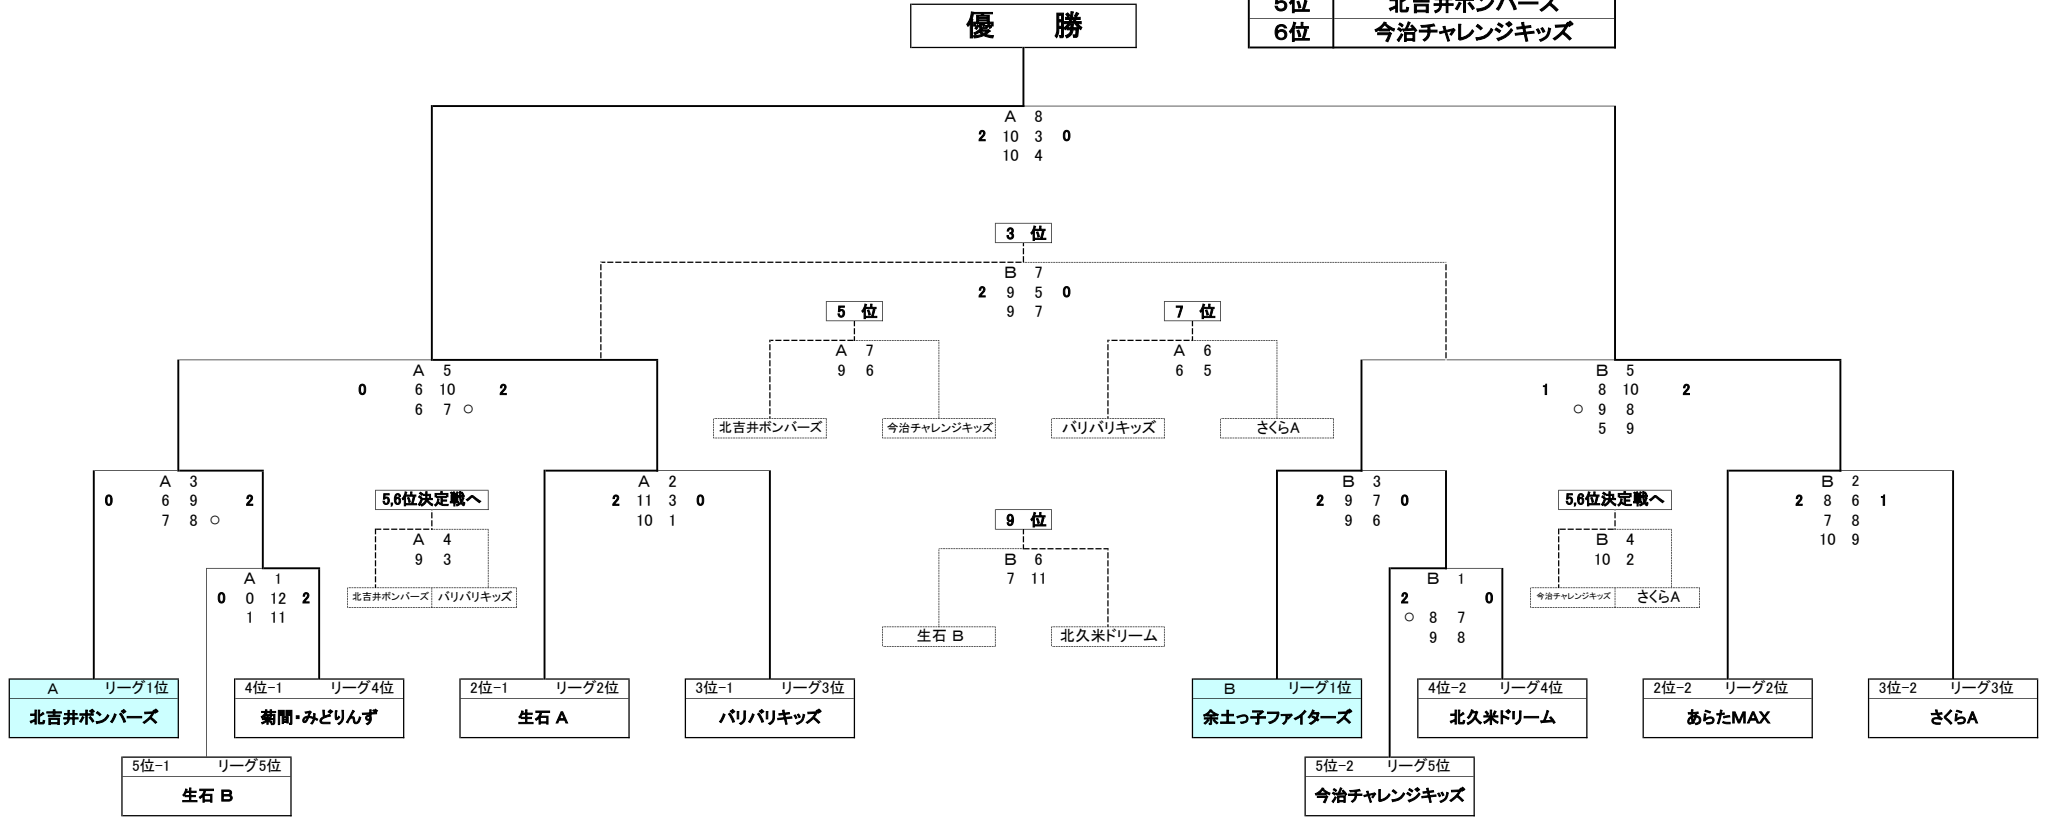 5位 北吉井ボンバーズ
優 勝
6位 今治チャレンジキッズ
A 8
2 10 3 0
10 4
3 位
B 7
2 9 5 0
9 7
5 位
7 位
A 7
9 6
A 6
6 5
A 5
0 6 10 2
6 7 ○
B 5
1 8 10 2
○ 9 8
5 9
北吉井ボンバーズ 今治チャレンジキッズ
バリバリキッズ さくらA
A 3
0 6 9 2
7 8 ○
5,6位決定戦へ
A 4
9 3
北吉井ボンバーズ バリバリキッズ
A 2
2 11 3 0
10 1
9 位
B 6
7 11
生石 B 北久米ドリーム
B 3
2 9 7 0
9 6
5,6位決定戦へ
B 4
10 2
今治チャレンジキッズ さくらA
B 2
2 8 6 1
7 8
10 9
A 1
0 0 12 2
1 11
B 1
2 0
○ 8 7
9 8
A リーグ1位
北吉井ボンバーズ
4位-1 リーグ4位
菊間・みどりんず
2位-1 リーグ2位
生石 A
3位-1 リーグ3位
バリバリキッズ
B リーグ1位
余土っ子ファイターズ
4位-2 リーグ4位
北久米ドリーム
2位-2 リーグ2位
あらたMAX
3位-2 リーグ3位
さくらA
5位-1 リーグ5位
生石 B
5位-2 リーグ5位
今治チャレンジキッズ